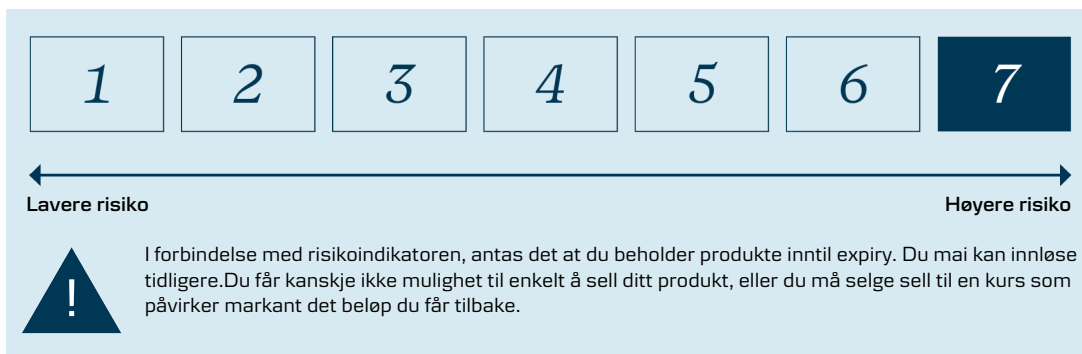 1 2 3 4 5 6 7
Lavere risiko Høyere risiko
!
I forbindelse med risikoindikatoren, antas det at du beholder produkte inntil expiry. Du mai kan innløse
tidligere.Du får kanskje ikke mulighet til enkelt å sell ditt produkt, eller du må selge sell til en kurs som
påvirker markant det beløp du får tilbake.